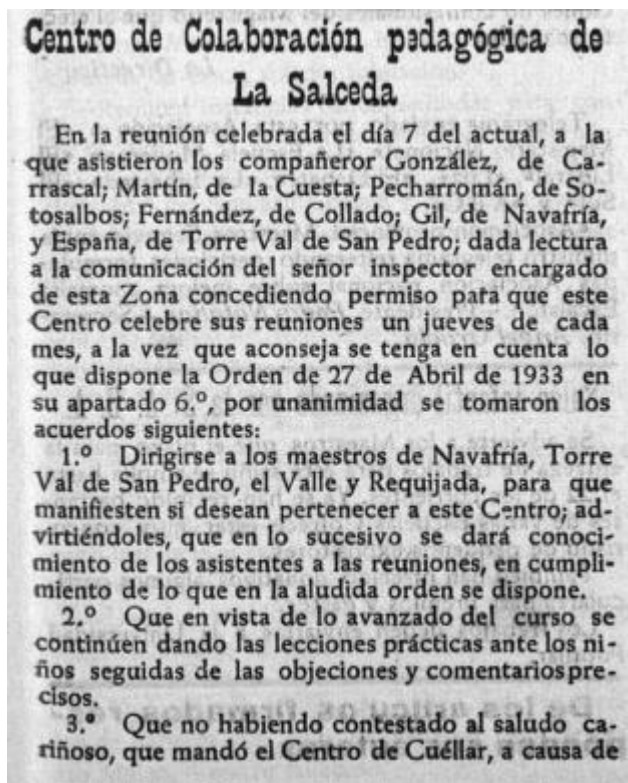 Centro de Colaboración pedagógica de
La Salceda
En la reunión celebrada el día 7 del actual, a la
que asistieron los compañeror González, de Ca-
rrascal; Martín, de la Cuesta; Pecharromán, de So-
tosalbos; Fernández, de Collado; Gil, de Navafría,
y España, de Torre Val de San Pedro; dada lectura
a la comunicación del señor inspector encargado
de esta Zona concediendo permiso para que este
Centro celebre sus reuniones un jueves de cada
mes, a la vez que aconseja se tenga en cuenta lo
que dispone la Orden de 27 de Abril de 1933 en
su apartado 6.º, por unanimidad se tomaron los
acuerdos siguientes:
1.º Dirigirse a los maestros de Navafría, Torre
Val de San Pedro, el Valle y Requijada, para que
manifiesten si desean pertenecer a este Centro; ad-
virtiéndoles, que en lo sucesivo se dará conoci-
miento de los asistentes a las reuniones, en cumpli-
miento de lo que en la aludida orden se dispone.
2.º Que en vista de lo avanzado del curso se
continúen dando las lecciones prácticas ante los ni-
ños seguidas de las objeciones y comentarios pre-
cisos.
3.º Que no habiendo contestado al saludo ca-
riñoso, que mandó el Centro de Cuéllar, a causa de